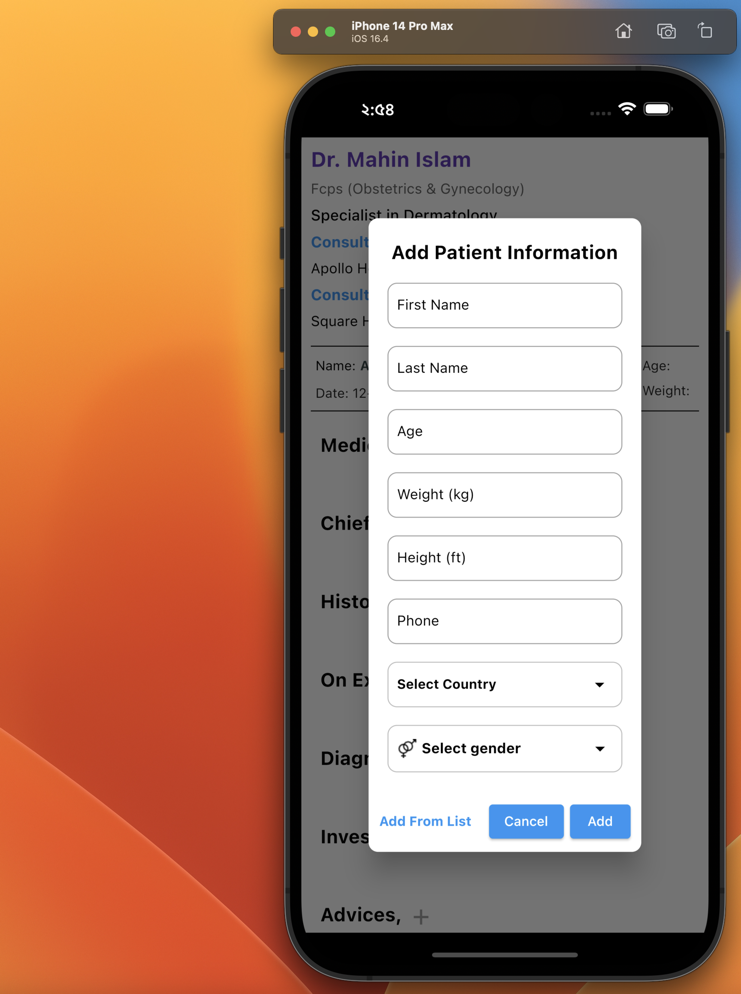 iPhone 14 Pro Max
iOS 16.4
২:৫৪
Dr. Mahin Islam
Fcps (Obstetrics & Gynecology)
Specialist in Dermatology
Consult
Apollo H
Consult
Square H
Name: A
Age:
Date: 12-
Weight:
Medic
Chief
Histo
On Ex
Diagn
Inves
Advices,
Add Patient Information
First Name
Last Name
Age
Weight (kg)
Height (ft)
Phone
Select Country
Select gender
Add From List
Cancel
Add